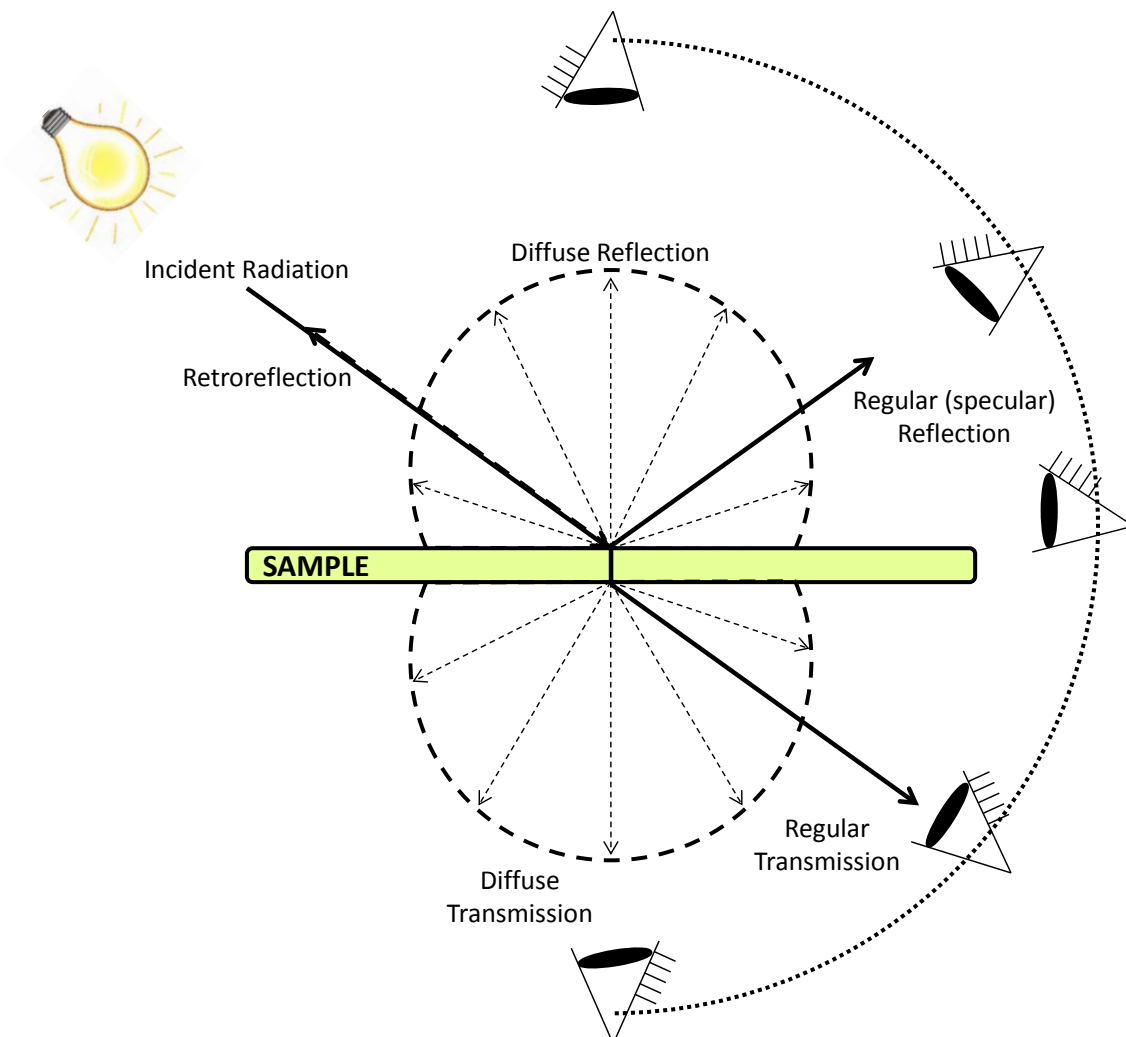 Incident Radiation
Diffuse Reflection
Retroreflection
Regular (specular)
Reflection
SAMPLE
Regular
Transmission
Diffuse
Transmission